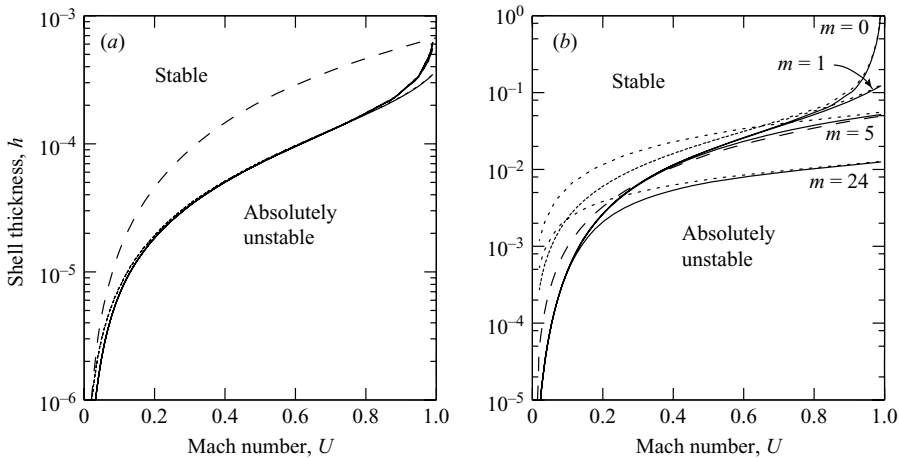 (a)
Stable
Absolutely
unstable
10⁻³
10⁻⁴
10⁻⁵
10⁻⁶
Shell thickness, h
0 0.2 0.4 0.6 0.8 1.0
Mach number, U
(b)
Stable
m = 0
m = 1
m = 5
m = 24
Absolutely
unstable
10⁰
10⁻¹
10⁻²
10⁻³
10⁻⁴
10⁻⁵
0 0.2 0.4 0.6 0.8 1.0
Mach number, U